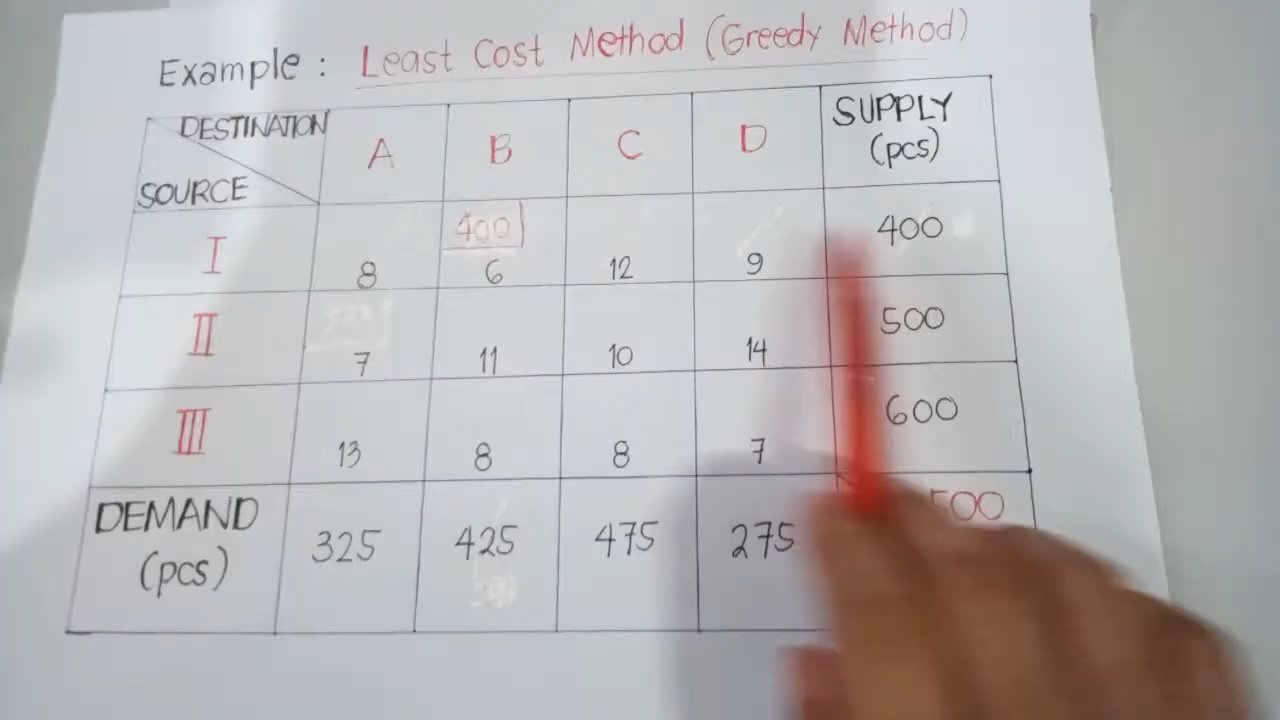 Example : Least Cost Method (Greedy Method)
DESTINATION
SOURCE
A B C D SUPPLY (pcs)
I 8 400 6 12 9 400
II 7 11 10 14 500
III 13 8 8 7 600
DEMAND (pcs) 325 425 475 275 500